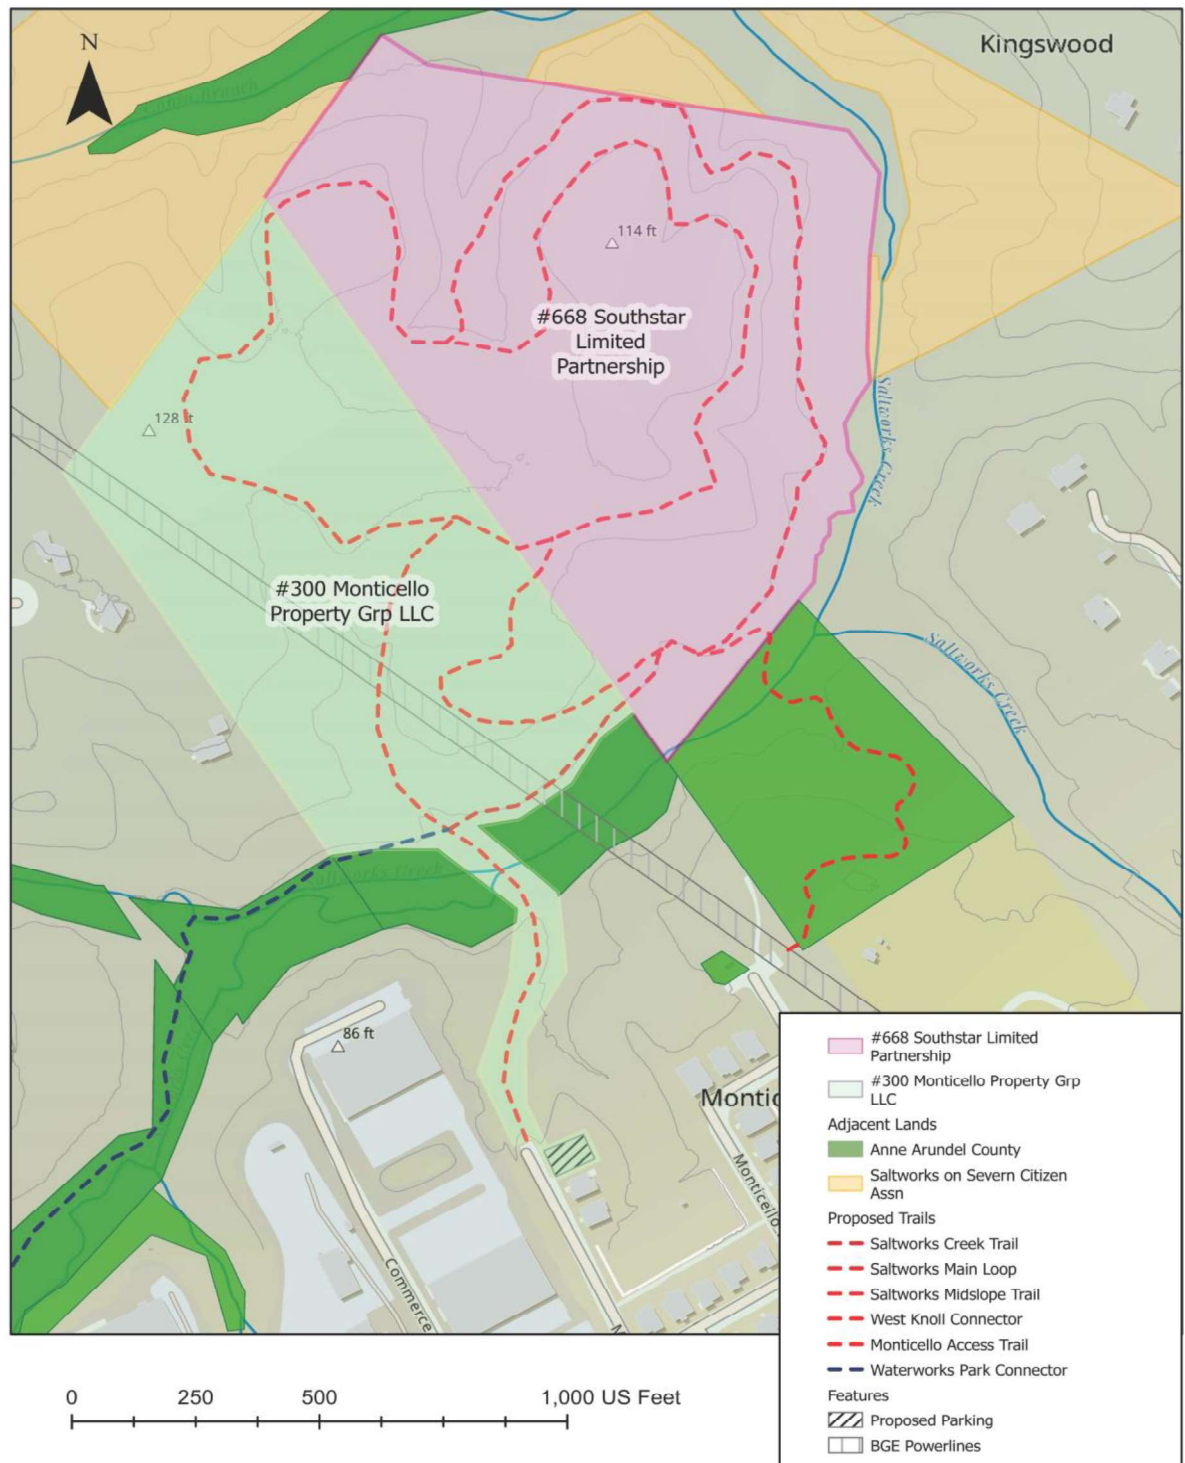 N
Kingswood
114 ft
#668 Southstar
Limited
Partnership
128 ft
Saltworks Creek
#300 Monticello
Property Grp LLC
Saltworks Creek
Saltworks Creek
86 ft
Montic
Monticello
Commerce
M
#668 Southstar Limited
Partnership
#300 Monticello Property Grp
LLC
Adjacent Lands
Anne Arundel County
Saltworks on Severn Citizen
Assn
Proposed Trails
Saltworks Creek Trail
Saltworks Main Loop
Saltworks Midslope Trail
West Knoll Connector
Monticello Access Trail
Waterworks Park Connector
Features
Proposed Parking
BGE Powerlines
0 250 500 1,000 US Feet